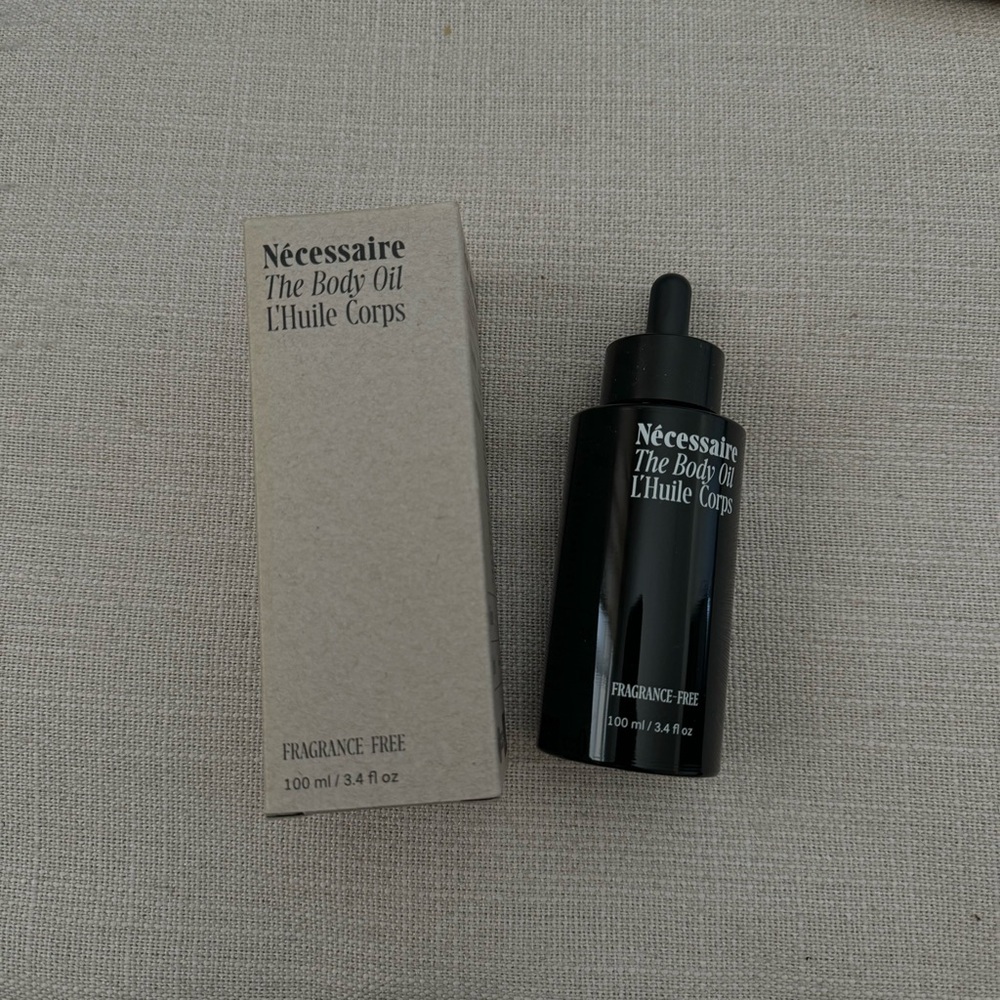 Nécessaire
The Body Oil
L'Huile Corps
FRAGRANCE FREE
100 ml / 3.4 fl oz
Nécessaire
The Body Oil
L'Huile Corps
FRAGRANCE-FREE
100 ml / 3.4 fl oz